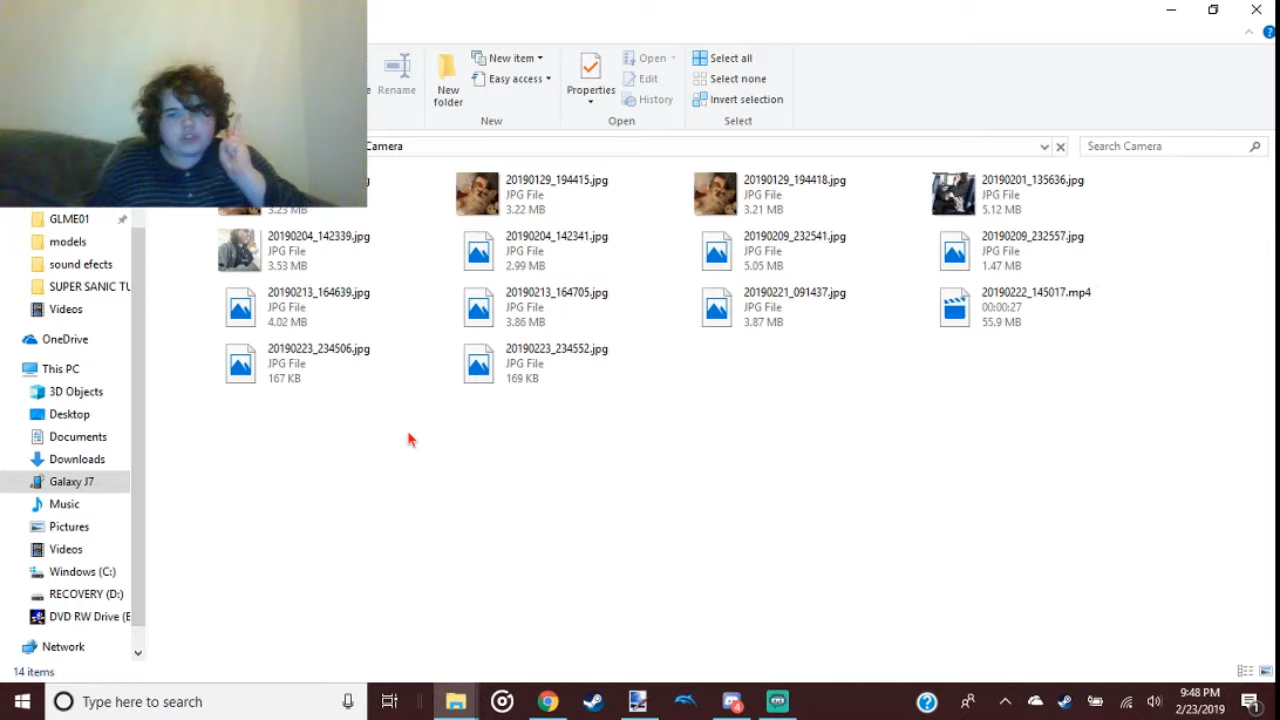 Rename
New
folder
New item
Easy access
New
Properties
Open
Edit
History
Open
Select all
Select none
Invert selection
Select
Camera
Search Camera
3.23 MB
20190129_194415.jpg
JPG File
3.22 MB
20190129_194418.jpg
JPG File
3.21 MB
20190201_135636.jpg
JPG File
5.12 MB
20190204_142339.jpg
JPG File
3.53 MB
20190204_142341.jpg
JPG File
2.99 MB
20190209_232541.jpg
JPG File
5.05 MB
20190209_232557.jpg
JPG File
1.47 MB
20190213_164639.jpg
JPG File
4.02 MB
20190213_164705.jpg
JPG File
3.86 MB
20190221_091437.jpg
JPG File
3.87 MB
20190222_145017.mp4
00:00:27
55.9 MB
20190223_234506.jpg
JPG File
167 KB
20190223_234552.jpg
JPG File
169 KB
GLME01
models
sound efects
SUPER SANIC TU
Videos
OneDrive
This PC
3D Objects
Desktop
Documents
Downloads
Galaxy J7
Music
Pictures
Videos
Windows (C:)
RECOVERY (D:)
DVD RW Drive (E
Network
14 items
Type here to search
9:48 PM
2/23/2019